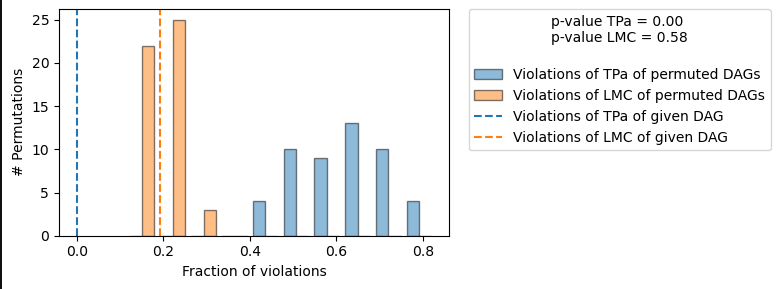 p-value TPa = 0.00
p-value LMC = 0.58
Violations of TPa of permuted DAGs
Violations of LMC of permuted DAGs
Violations of TPa of given DAG
Violations of LMC of given DAG
# Permutations
25
20
15
10
5
0
0.0 0.2 0.4 0.6 0.8
Fraction of violations